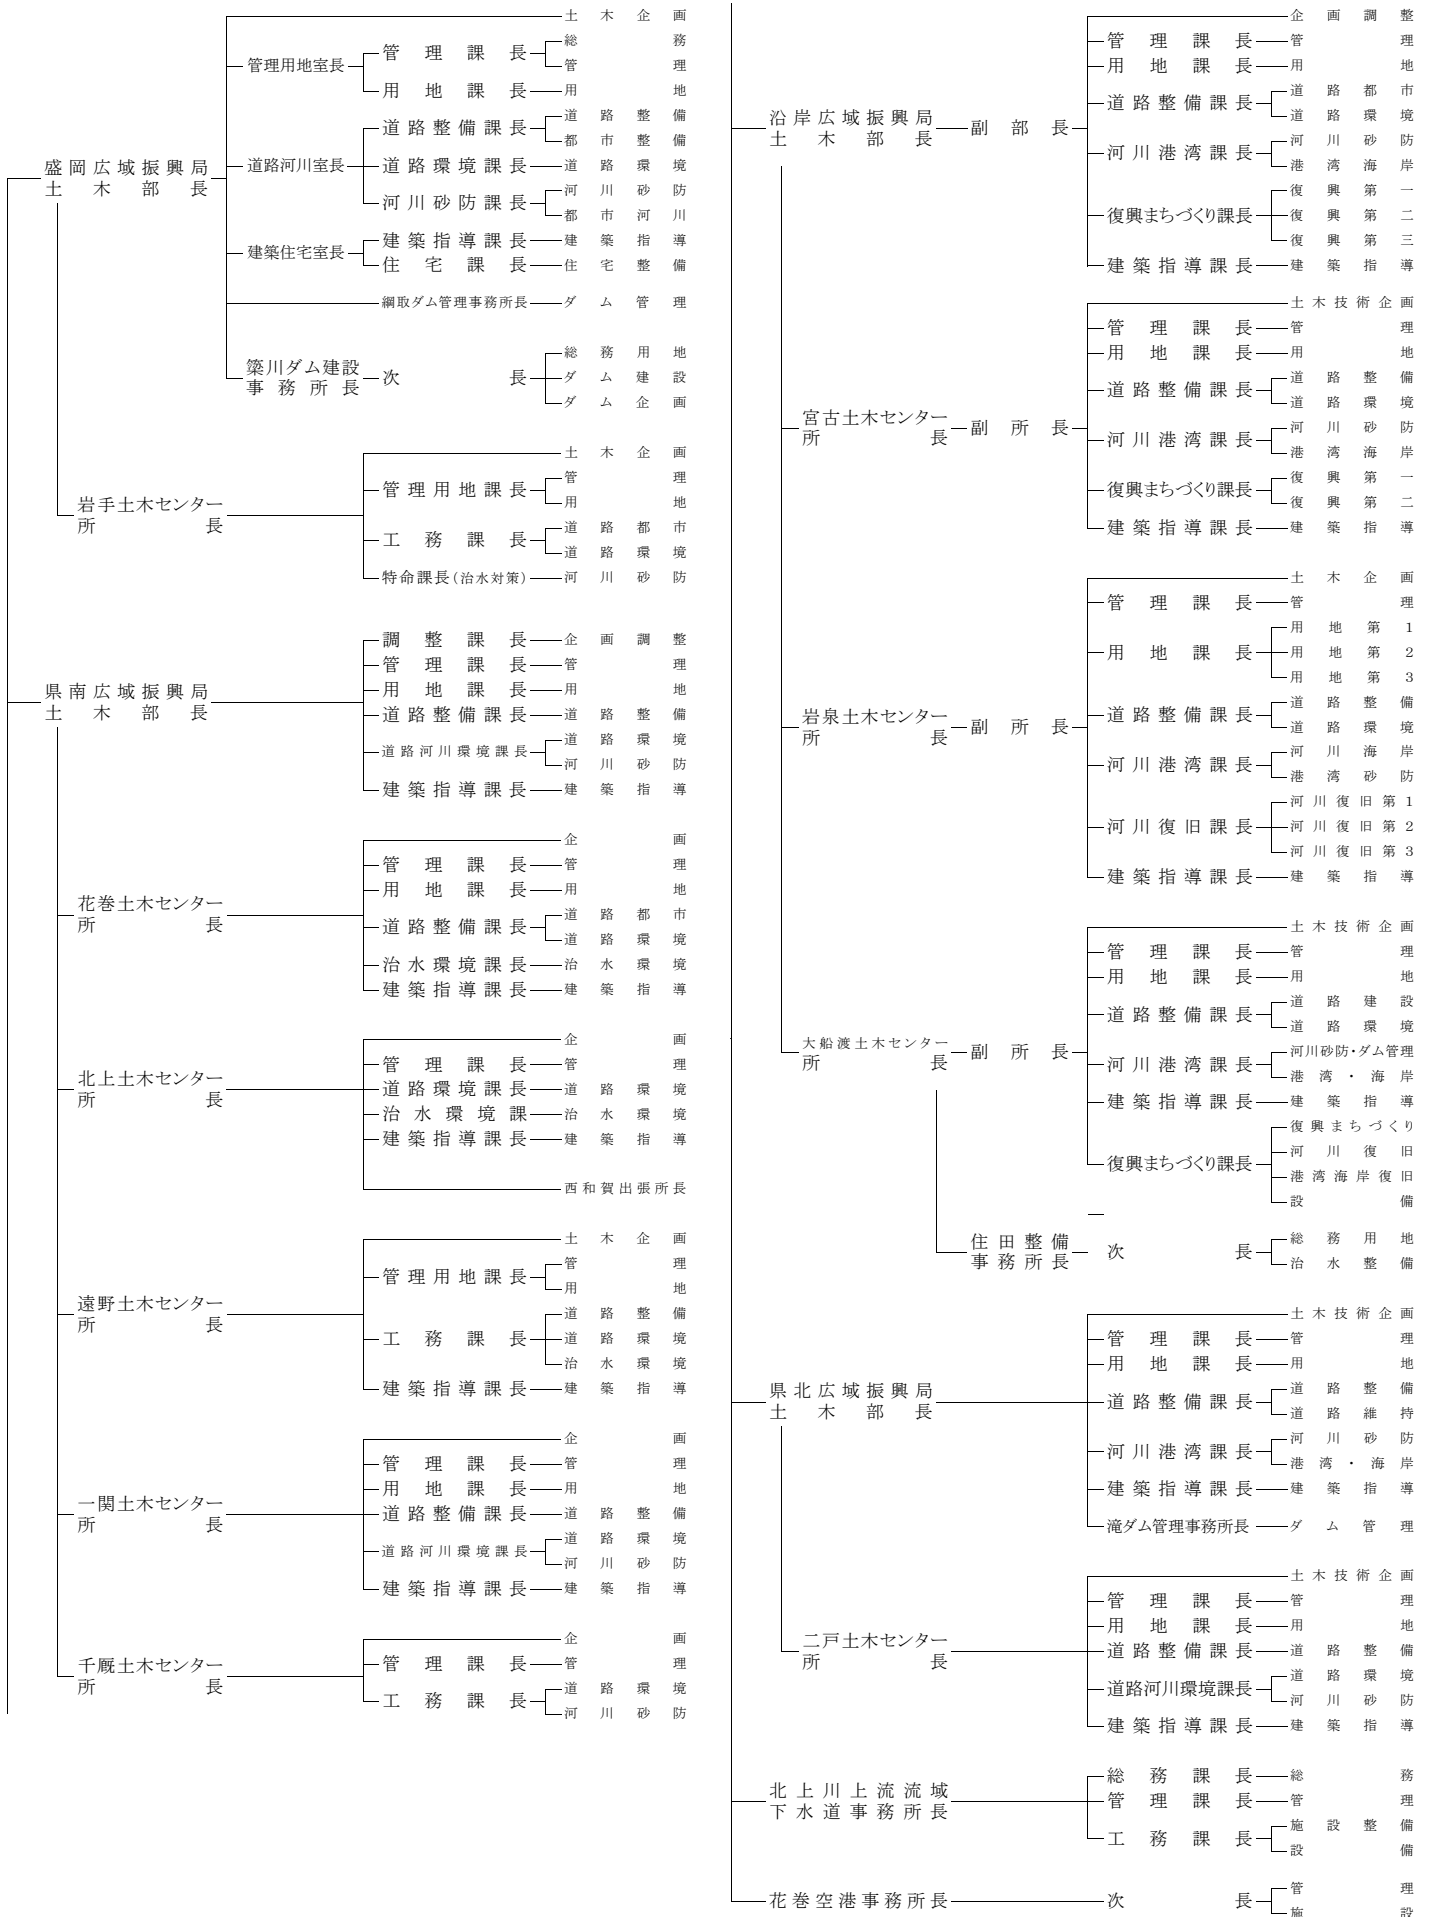 土木企画
管理用地室長 管理課長 総務
管理
用地課長 用地
道路河川室長 道路整備課長 道路整備
都市整備
盛岡広域振興局
土木部長
道路環境課長 道路環境
河川砂防課長 河川砂防
都市河川
建築住宅室長 建築指導課長 建築指導
住宅課長 住宅整備
綱取ダム管理事務所長 ダム管理
簗川ダム建設
事務所長
次長 総務用地
ダム建設
ダム企画
岩手土木センター
所長
土木企画
管理用地課長 管理
用地
工務課長 道路都市
道路環境
特命課長(治水対策) 河川砂防
県南広域振興局
土木部長
調整課長 企画調整
管理課長 管理
用地課長 用地
道路整備課長 道路整備
道路河川環境課長 道路環境
河川砂防
建築指導課長 建築指導
花巻土木センター
所長
企画
管理課長 管理
用地課長 用地
道路整備課長 道路都市
道路環境
治水環境課長 治水環境
建築指導課長 建築指導
北上土木センター
所長
企画
管理課長 管理
道路環境課長 道路環境
治水環境課 治水環境
建築指導課長 建築指導
西和賀出張所長
遠野土木センター
所長
土木企画
管理用地課長 管理
用地
工務課長 道路整備
道路環境
治水環境
建築指導課長 建築指導
一関土木センター
所長
企画
管理課長 管理
用地課長 用地
道路整備課長 道路整備
道路河川環境課長 道路環境
河川砂防
建築指導課長 建築指導
千厩土木センター
所長
企画
管理課長 管理
工務課長 道路環境
河川砂防
沿岸広域振興局
土木部長
副部長
企画調整
管理課長 管理
用地課長 用地
道路整備課長 道路都市
道路環境
河川港湾課長 河川砂防
港湾海岸
復興まちづくり課長 復興第一
復興第二
復興第三
建築指導課長 建築指導
宮古土木センター
所長
副所長
土木技術企画
管理課長 管理
用地課長 用地
道路整備課長 道路整備
道路環境
河川港湾課長 河川砂防
港湾海岸
復興まちづくり課長 復興第一
復興第二
建築指導課長 建築指導
岩泉土木センター
所長
副所長
土木企画
管理課長 管理
用地課長 用地第1
用地第2
用地第3
道路整備課長 道路整備
道路環境
河川港湾課長 河川海岸
港湾砂防
河川復旧課長 河川復旧第1
河川復旧第2
河川復旧第3
建築指導課長 建築指導
大船渡土木センター
所長
副所長
土木技術企画
管理課長 管理
用地課長 用地
道路整備課長 道路建設
道路環境
河川港湾課長 河川砂防・ダム管理
港湾・海岸
建築指導課長 建築指導
復興まちづくり課長 復興まちづくり
河川復旧
港湾海岸復旧
設備
住田整備
事務所長
次長 総務用地
治水整備
県北広域振興局
土木部長
土木技術企画
管理課長 管理
用地課長 用地
道路整備課長 道路整備
道路維持
河川港湾課長 河川砂防
港湾・海岸
建築指導課長 建築指導
滝ダム管理事務所長 ダム管理
二戸土木センター
所長
土木技術企画
管理課長 管理
用地課長 用地
道路整備課長 道路整備
道路河川環境課長 道路環境
河川砂防
建築指導課長 建築指導
北上川上流流域
下水道事務所長
総務課長 総務
管理課長 管理
工務課長 施設整備
設備
花巻空港事務所長 次長 管理
施設